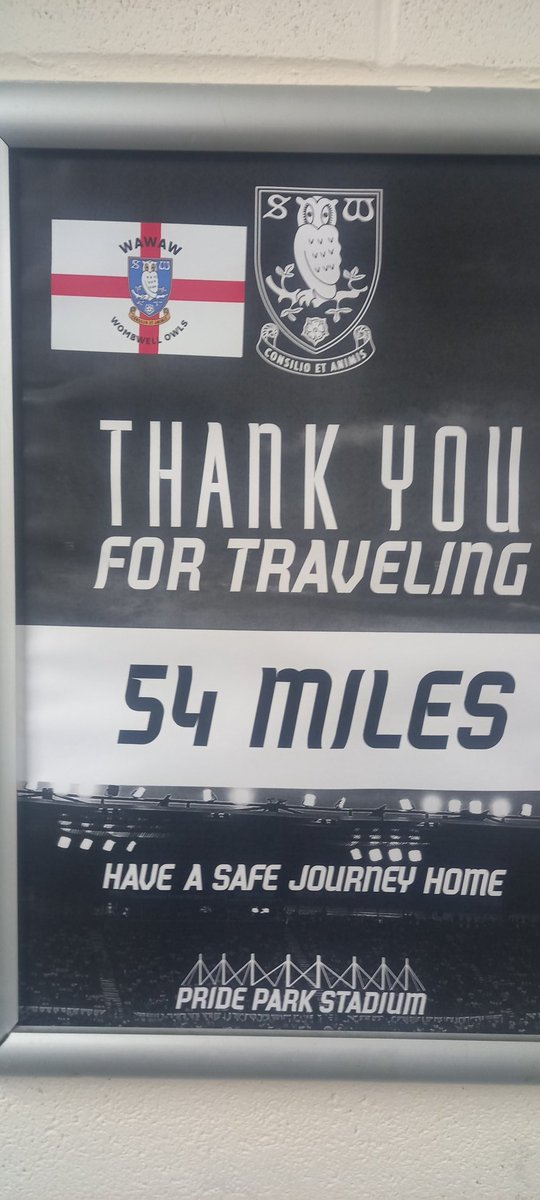 WAWAW
S W
WOMBWELL OWLS
S W
CONSILIO ET ANIMIS
THANK YOU
FOR TRAVELING
54 MILES
HAVE A SAFE JOURNEY HOME
PRIDE PARK STADIUM